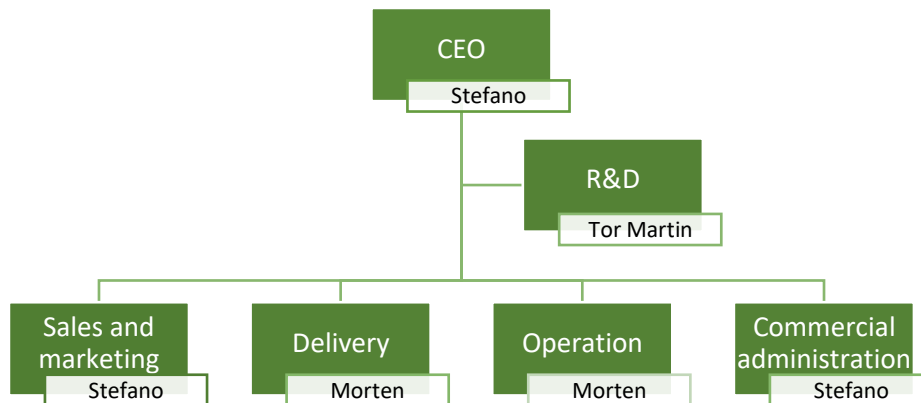 CEO
Stefano
R&D
Tor Martin
Sales and
marketing
Stefano
Delivery
Morten
Operation
Morten
Commercial
administration
Stefano